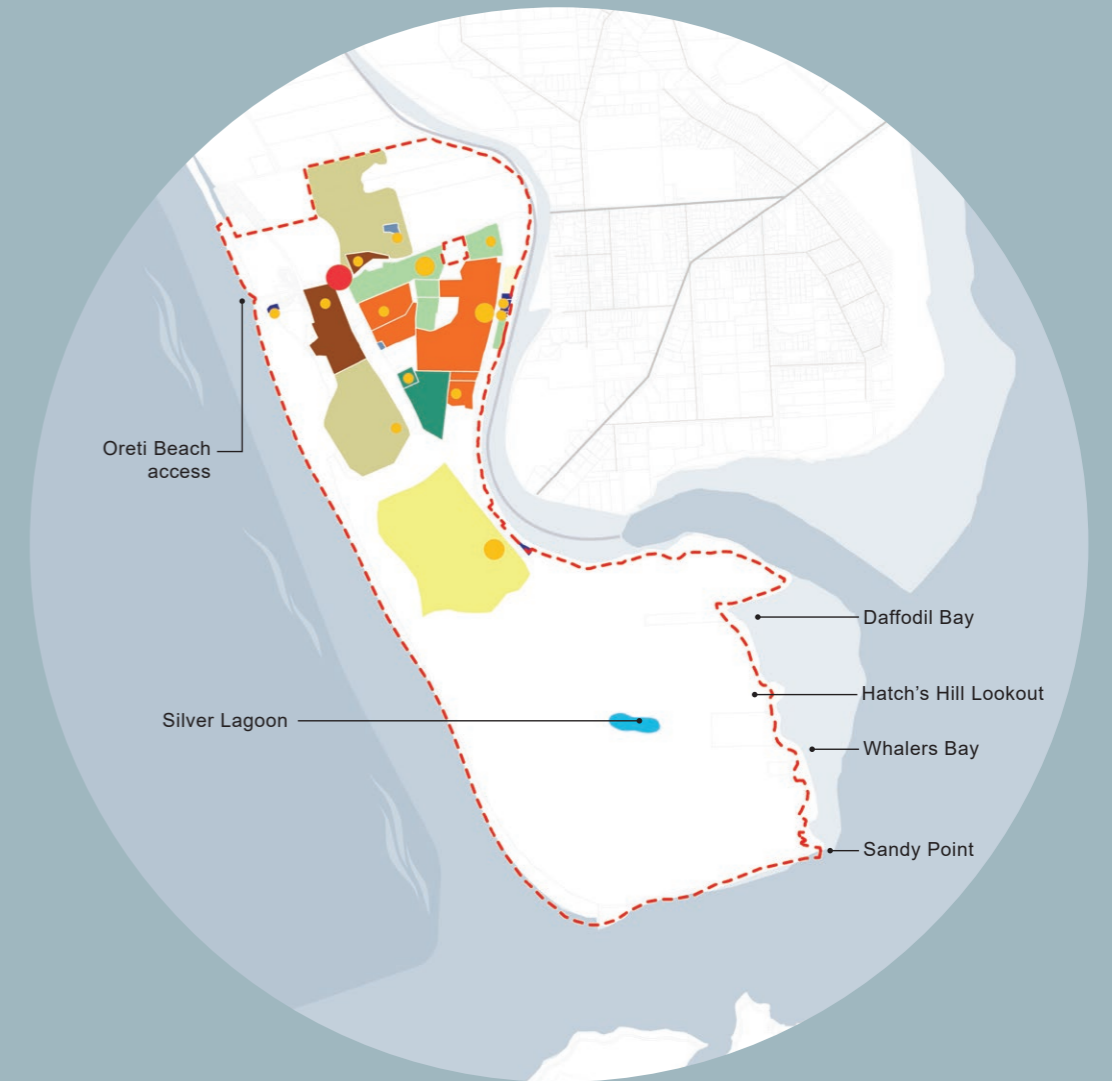 Oreti Beach
access
Daffodil Bay
Hatch's Hill Lookout
Silver Lagoon
Whalers Bay
Sandy Point